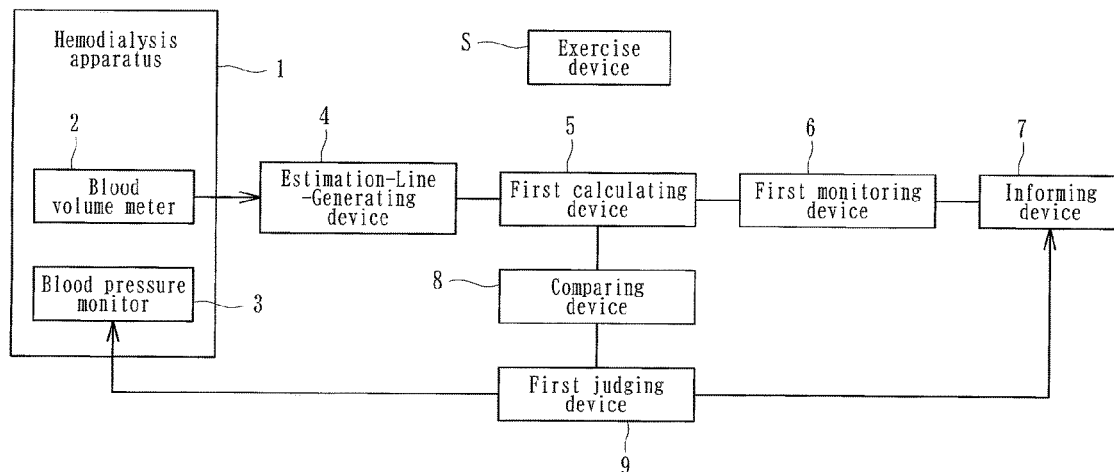 Hemodialysis
apparatus
1
S
Exercise
device
2
Blood
volume meter
4
Estimation-Line
-Generating
device
5
First calculating
device
6
First monitoring
device
7
Informing
device
Blood pressure
monitor
3
8
Comparing
device
First judging
device
9